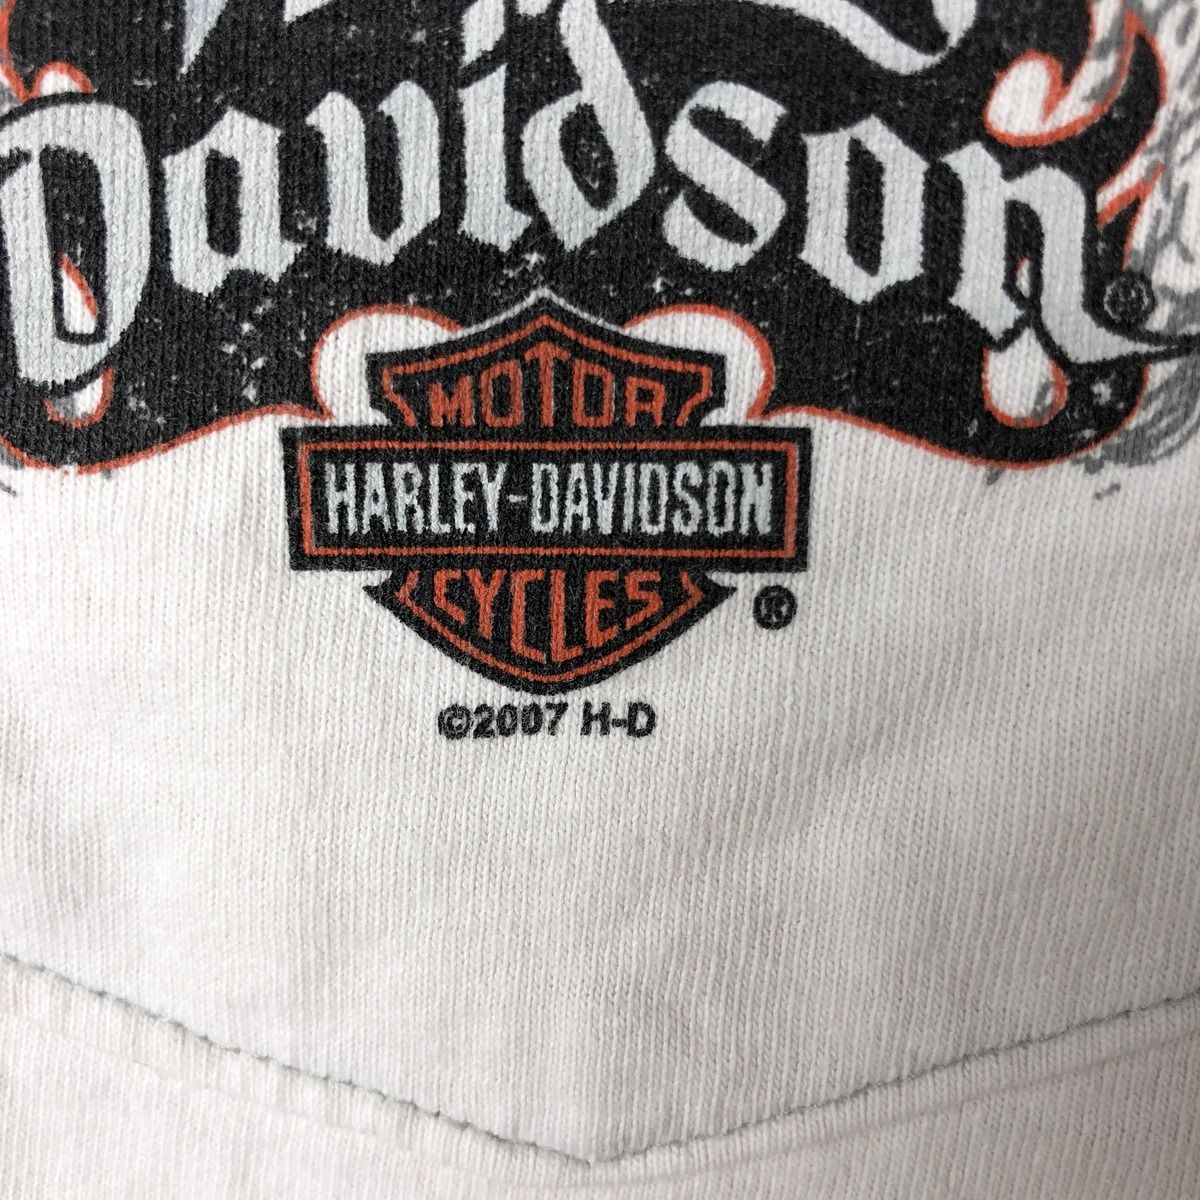 Davidson®
MOTOR
HARLEY-DAVIDSON
CYCLES
®
©2007 H-D